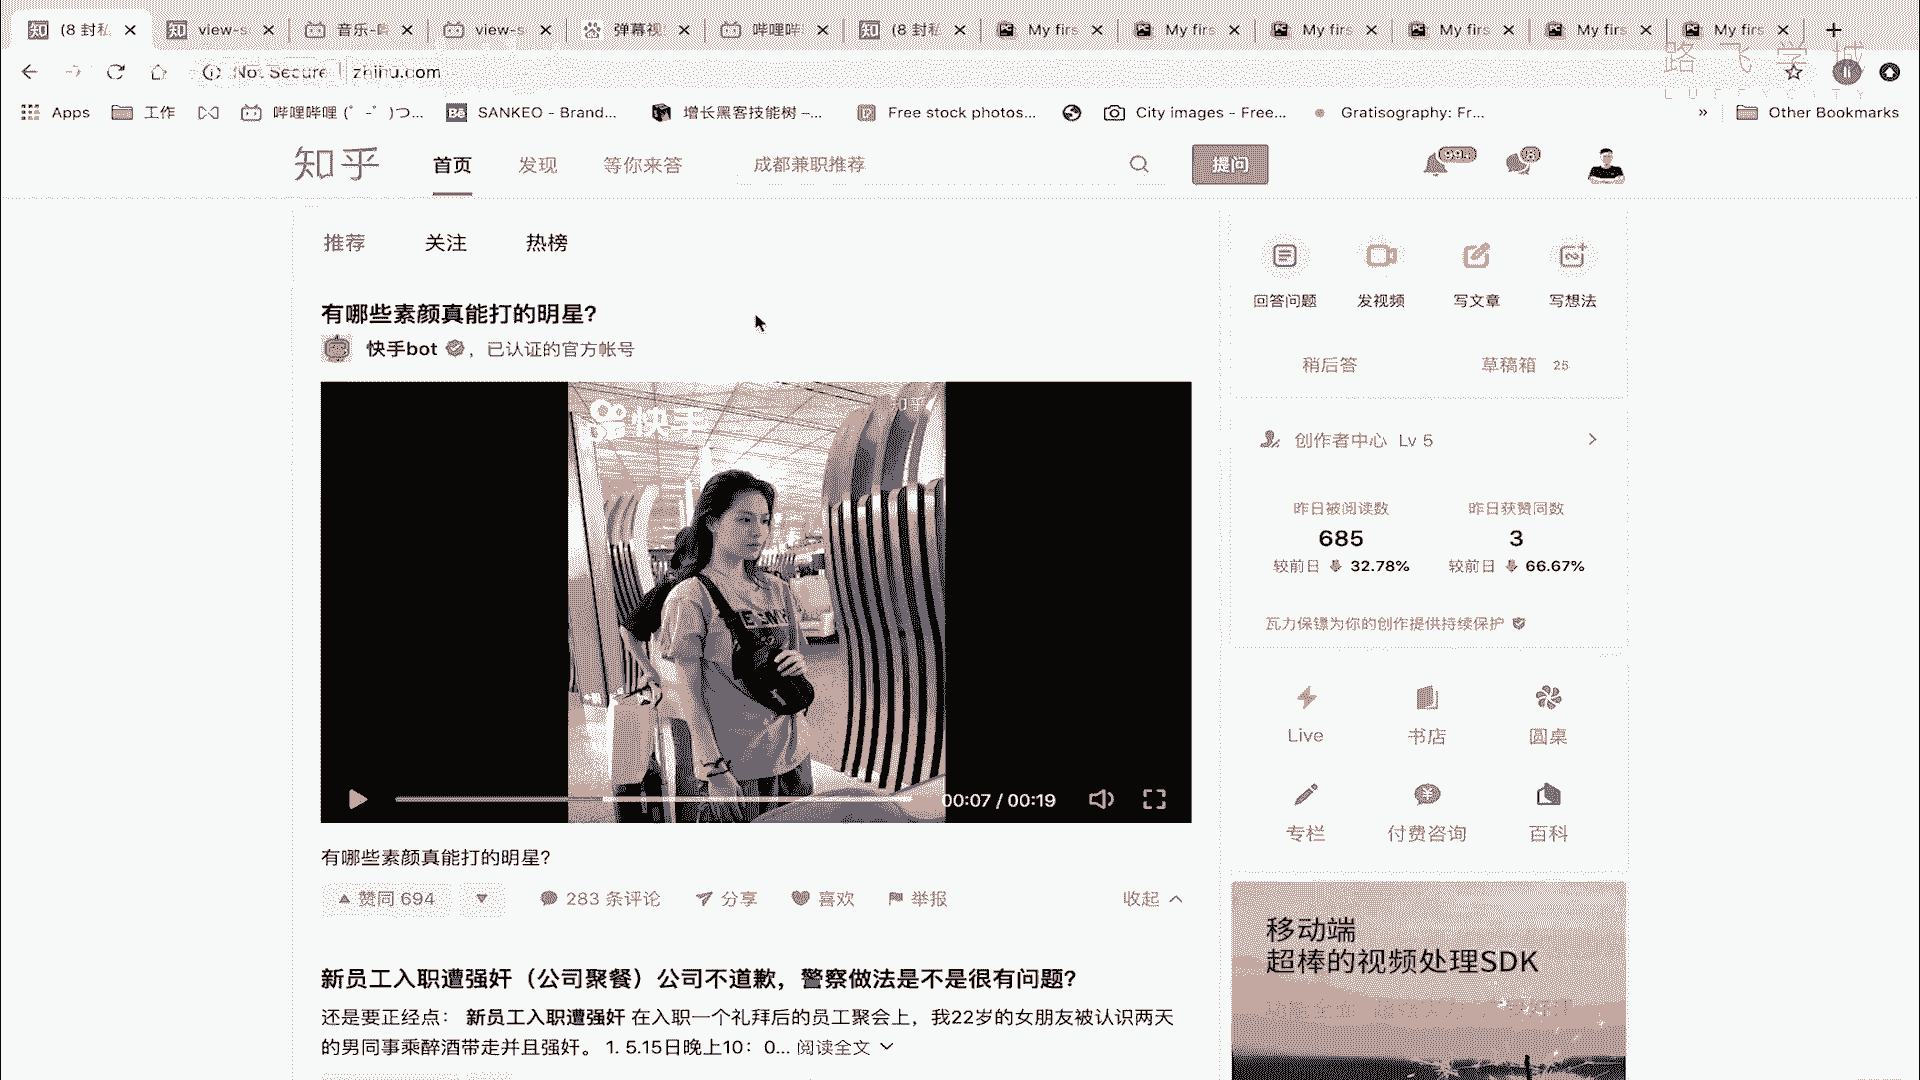 (8 封私
view-s
音乐-
view-s
弹幕视
哔哩哔
(8 封私
My firs
My firs
My firs
My firs
My firs
My firs
Not Secure | zhihu.com
路飞学城
LUFFYCITY
Apps
工作
哔哩哔哩 (゜-゜)つ...
SANKEO - Brand...
增长黑客技能树 –...
Free stock photos...
City images - Free...
Gratisography: Fr...
»
Other Bookmarks
知乎
首页
发现
等你来答
成都兼职推荐
提问
99+
8
推荐
关注
热榜
有哪些素颜真能打的明星?
快手bot ，已认证的官方帐号
快手
知乎
00:07 / 00:19
有哪些素颜真能打的明星?
赞同 694
283 条评论
分享
喜欢
举报
收起
新员工入职遭强奸（公司聚餐）公司不道歉，警察做法是不是很有问题?
还是要正经点： 新员工入职遭强奸 在入职一个礼拜后的员工聚会上，我22岁的女朋友被认识两天
的男同事乘醉酒带走并且强奸。 1. 5.15日晚上10：0... 阅读全文
回答问题
发视频
写文章
写想法
稍后答
草稿箱 25
创作者中心 Lv 5
昨日被阅读数
昨日获赞同数
685
3
较前日 32.78%
较前日 66.67%
瓦力保镖为你的创作提供持续保护
Live
书店
圆桌
专栏
付费咨询
百科
移动端
超棒的视频处理SDK